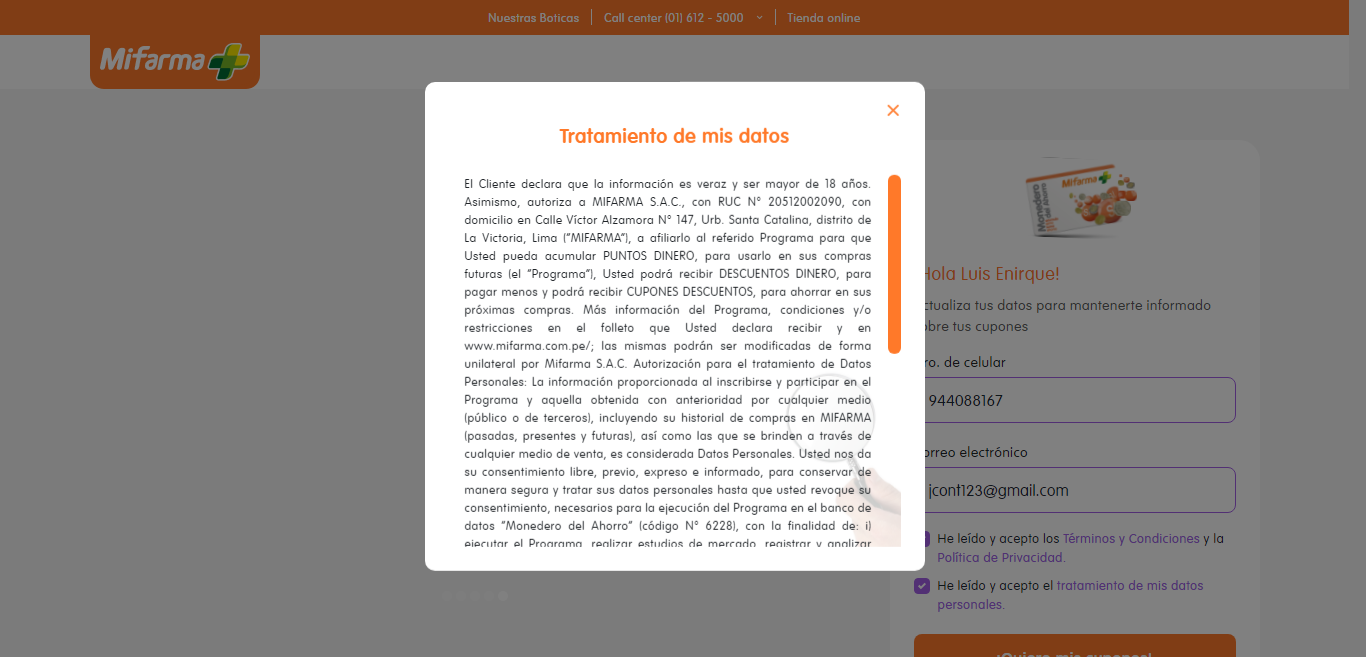 Nuestras Boticas
Call center (01) 612 - 5000
Tienda online
Mifarma
Tratamiento de mis datos
El Cliente declara que la información es veraz y ser mayor de 18 años.
Asimismo, autoriza a MIFARMA S.A.C., con RUC N° 20512002090, con
domicilio en Calle Víctor Alzamora N° 147, Urb. Santa Catalina, distrito de
La Victoria, Lima (“MIFARMA”), a afiliarlo al referido Programa para que
Usted pueda acumular PUNTOS DINERO, para usarlo en sus compras
futuras (el “Programa”), Usted podrá recibir DESCUENTOS DINERO, para
pagar menos y podrá recibir CUPONES DESCUENTOS, para ahorrar en sus
próximas compras. Más información del Programa, condiciones y/o
restricciones en el folleto que Usted declara recibir y en
www.mifarma.com.pe/; las mismas podrán ser modificadas de forma
unilateral por Mifarma S.A.C. Autorización para el tratamiento de Datos
Personales: La información proporcionada al inscribirse y participar en el
Programa y aquella obtenida con anterioridad por cualquier medio
(público o de terceros), incluyendo su historial de compras en MIFARMA
(pasadas, presentes y futuras), así como las que se brinden a través de
cualquier medio de venta, es considerada Datos Personales. Usted nos da
su consentimiento libre, previo, expreso e informado, para conservar de
manera segura y tratar sus datos personales hasta que usted revoque su
consentimiento, necesarios para la ejecución del Programa en el banco de
datos “Monedero del Ahorro” (código N° 6228), con la finalidad de: i)
ejecutar el Programa, realizar estudios de mercado, registrar y analizar
Mifarma
Monedero
del Ahorro
Hola Luis Enirque!
ctualiza tus datos para mantenerte informado
obre tus cupones
ro. de celular
944088167
orreo electrónico
jcont123@gmail.com
He leído y acepto los Términos y Condiciones y la
Política de Privacidad.
He leído y acepto el tratamiento de mis datos
personales.
¡Quiero mis cupones!